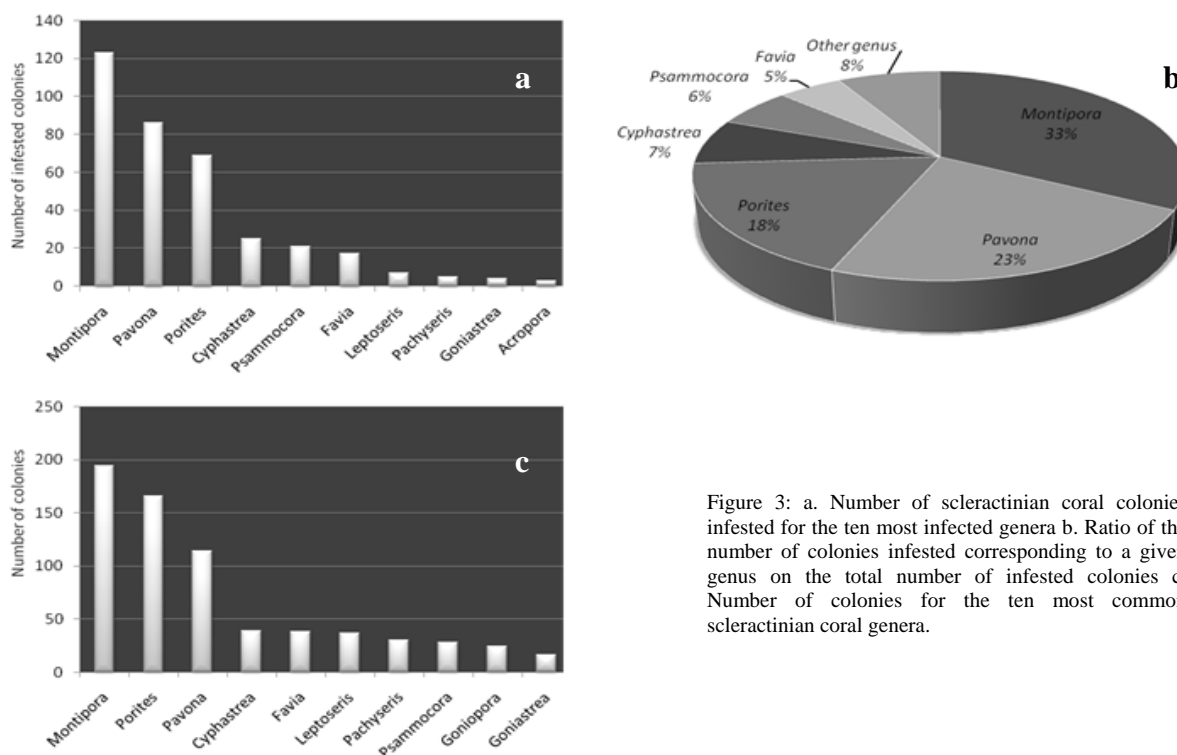 140
120
100
80
60
40
20
0
Number of infested colonies
a
Montipora
Pavona
Porites
Cyphastrea
Psammocora
Favia
Leptoseris
Pachyseris
Goniastrea
Acropora
b
Other genus
8%
Favia
5%
Psammocora
6%
Cyphastrea
7%
Porites
18%
Pavona
23%
Montipora
33%
250
200
150
100
50
0
Number of colonies
c
Montipora
Porites
Pavona
Cyphastrea
Favia
Leptoseris
Pachyseris
Psammocora
Goniopora
Goniastrea
Figure 3: a. Number of scleractinian coral colonie
infested for the ten most infected genera b. Ratio of th
number of colonies infested corresponding to a give
genus on the total number of infested colonies c
Number of colonies for the ten most commo
scleractinian coral genera.